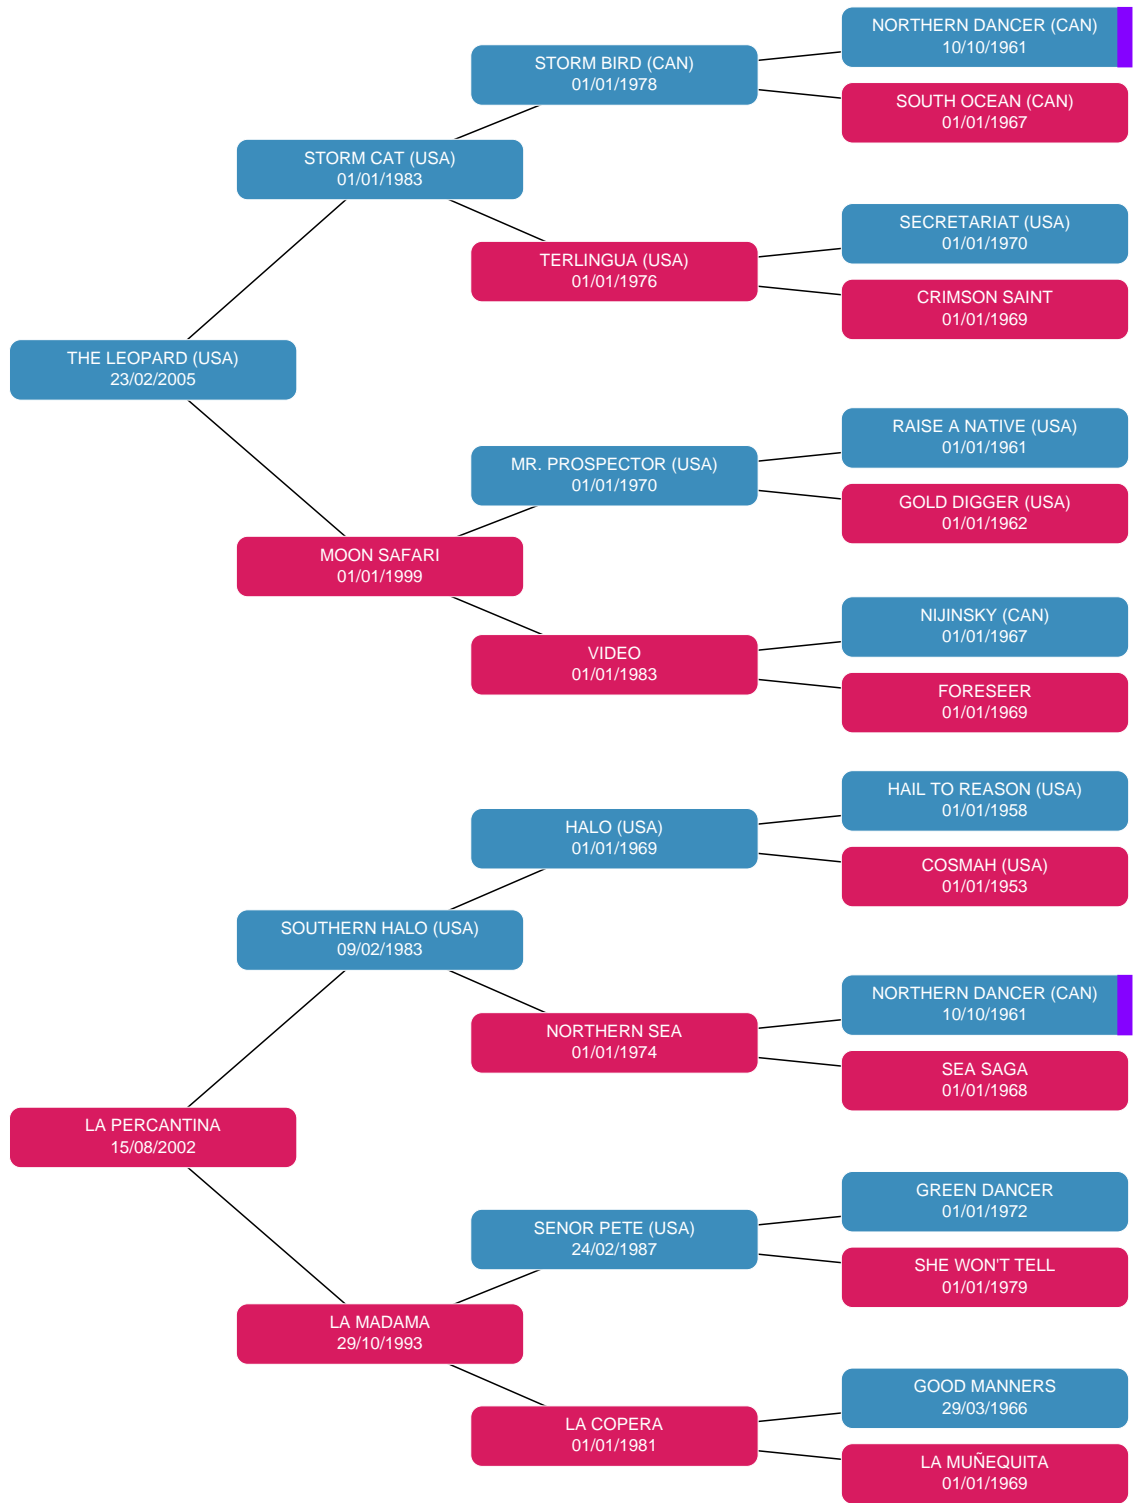 NORTHERN DANCER (CAN)
10/10/1961
STORM BIRD (CAN)
01/01/1978
SOUTH OCEAN (CAN)
01/01/1967
STORM CAT (USA)
01/01/1983
SECRETARIAT (USA)
01/01/1970
TERLINGUA (USA)
01/01/1976
CRIMSON SAINT
01/01/1969
THE LEOPARD (USA)
23/02/2005
RAISE A NATIVE (USA)
01/01/1961
MR. PROSPECTOR (USA)
01/01/1970
GOLD DIGGER (USA)
01/01/1962
MOON SAFARI
01/01/1999
NIJINSKY (CAN)
01/01/1967
VIDEO
01/01/1983
FORESEER
01/01/1969
HAIL TO REASON (USA)
01/01/1958
HALO (USA)
01/01/1969
COSMAH (USA)
01/01/1953
SOUTHERN HALO (USA)
09/02/1983
NORTHERN DANCER (CAN)
10/10/1961
NORTHERN SEA
01/01/1974
SEA SAGA
01/01/1968
LA PERCANTINA
15/08/2002
GREEN DANCER
01/01/1972
SENOR PETE (USA)
24/02/1987
SHE WON'T TELL
01/01/1979
LA MADAMA
29/10/1993
GOOD MANNERS
29/03/1966
LA COPERA
01/01/1981
LA MUÑEQUITA
01/01/1969